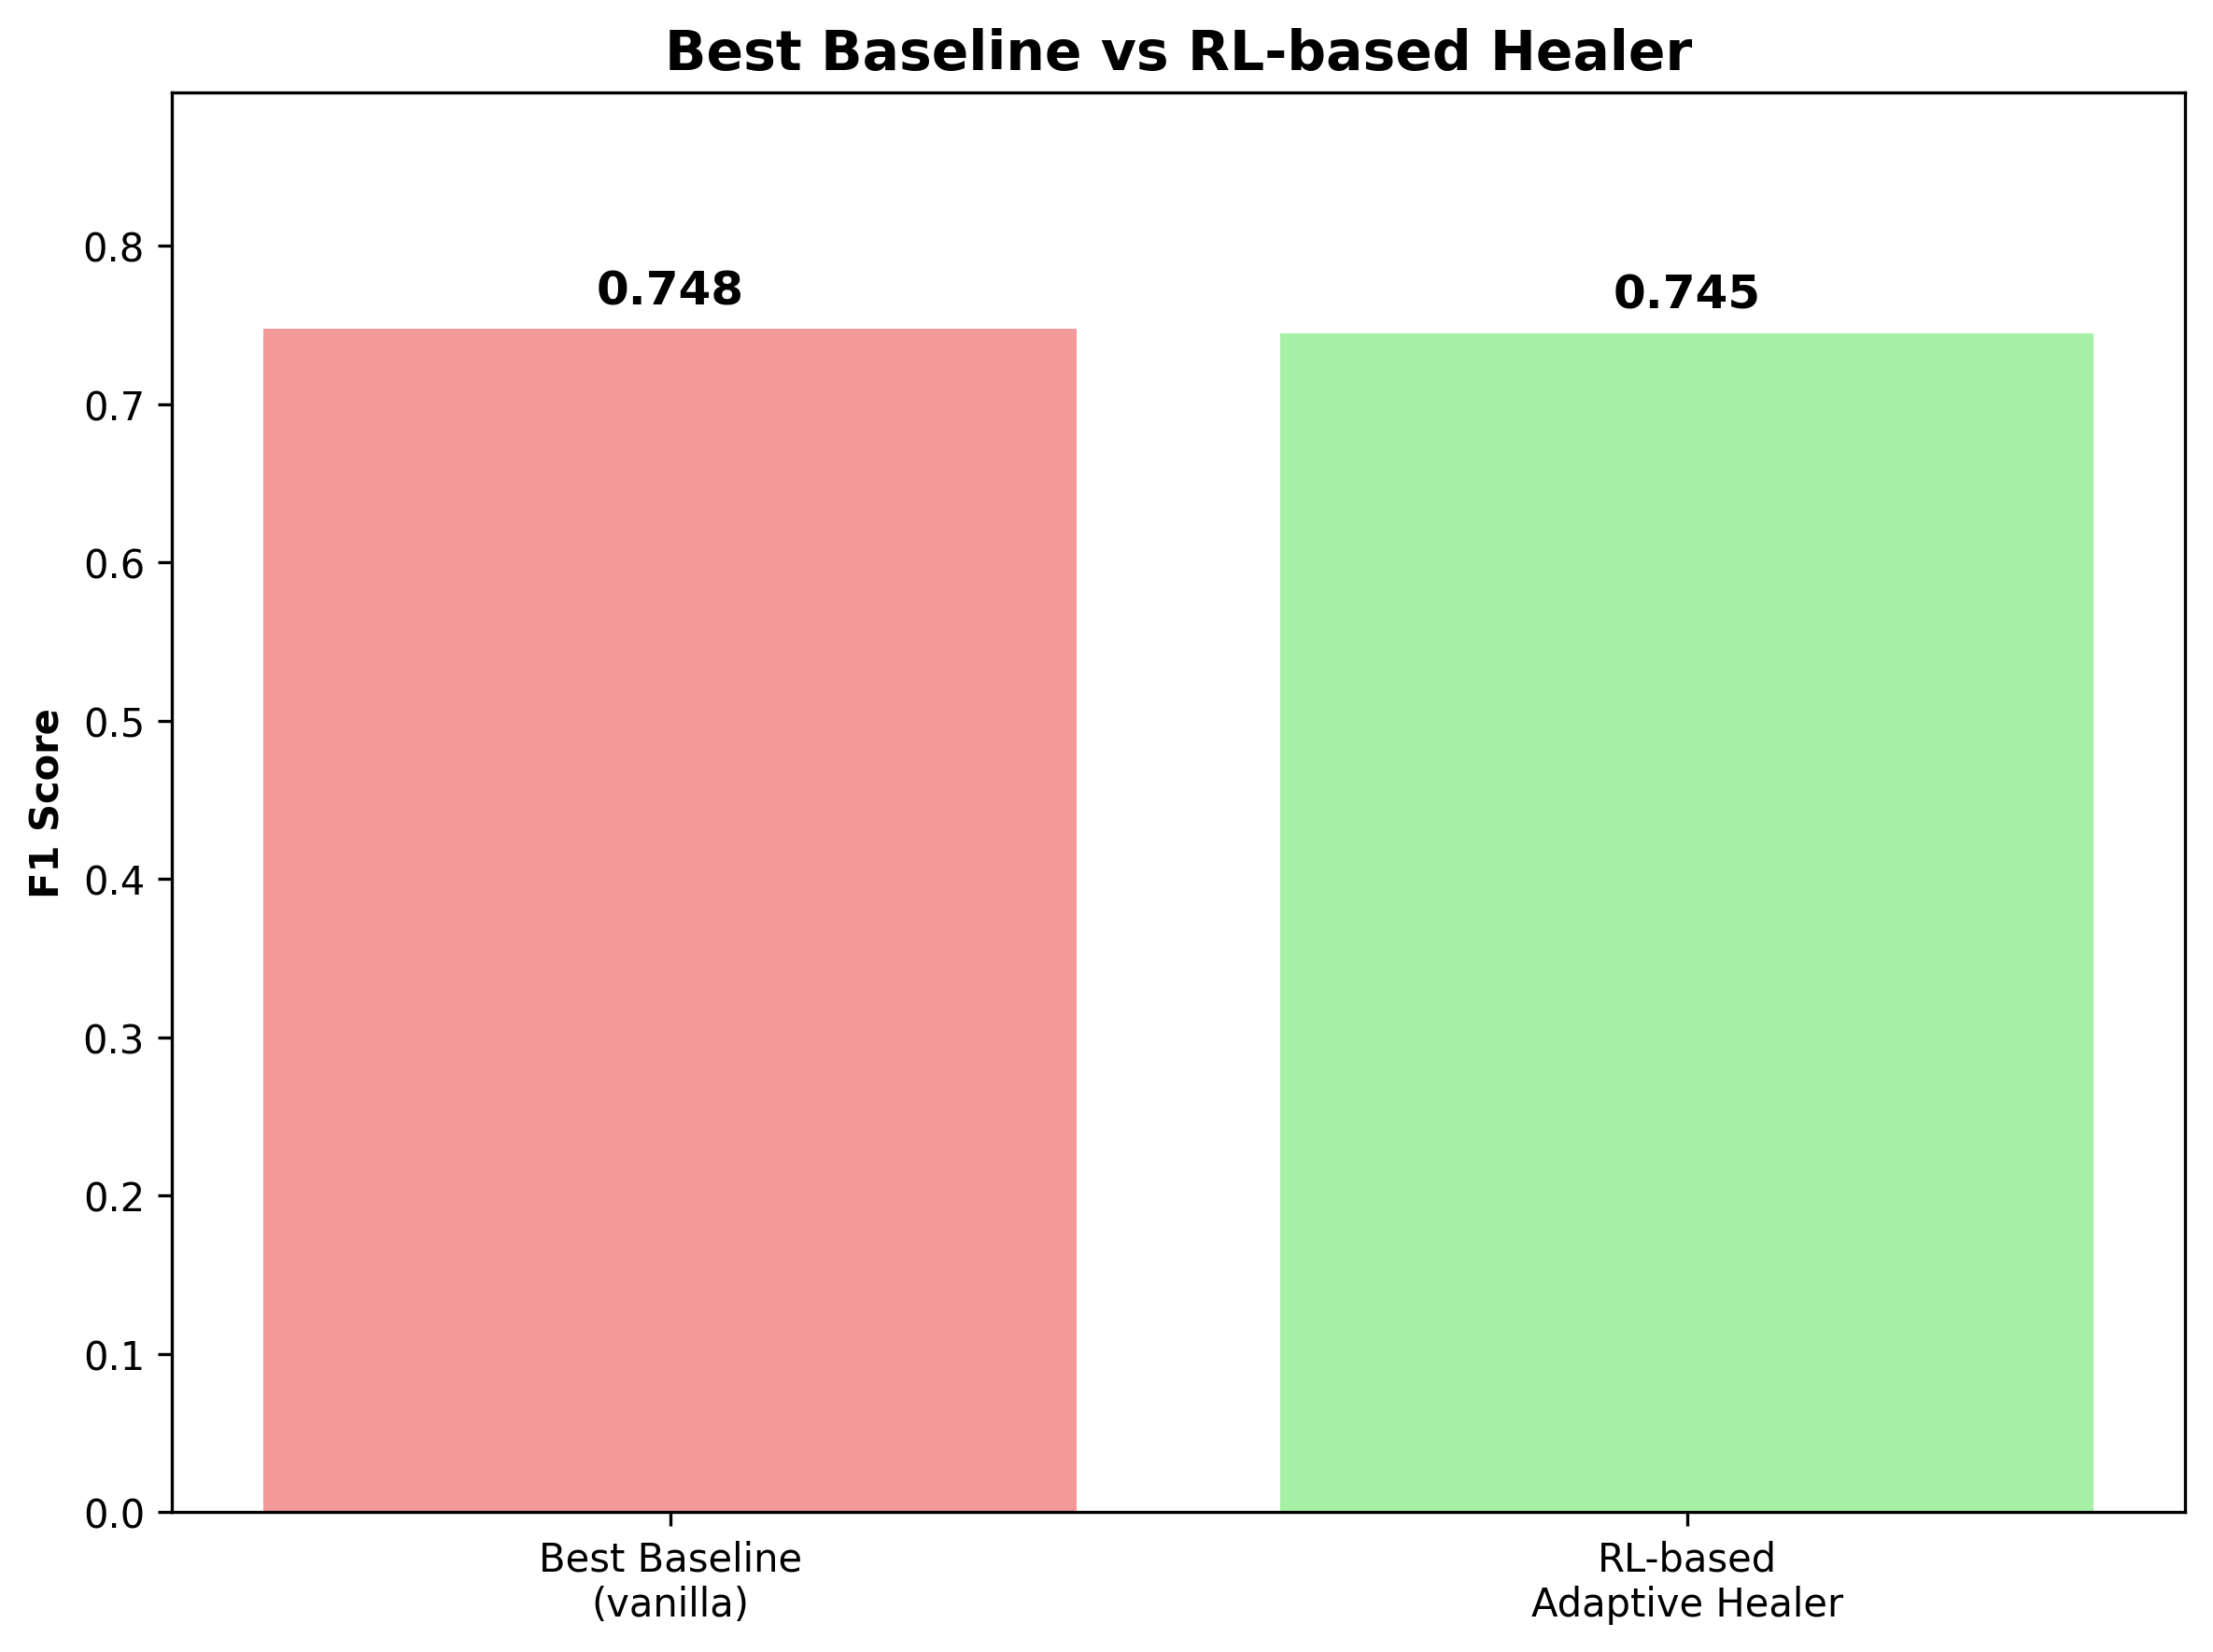 Best Baseline vs RL-based Healer
F1 Score
0.8
0.7
0.6
0.5
0.4
0.3
0.2
0.1
0.0
0.748
0.745
Best Baseline
(vanilla)
RL-based
Adaptive Healer